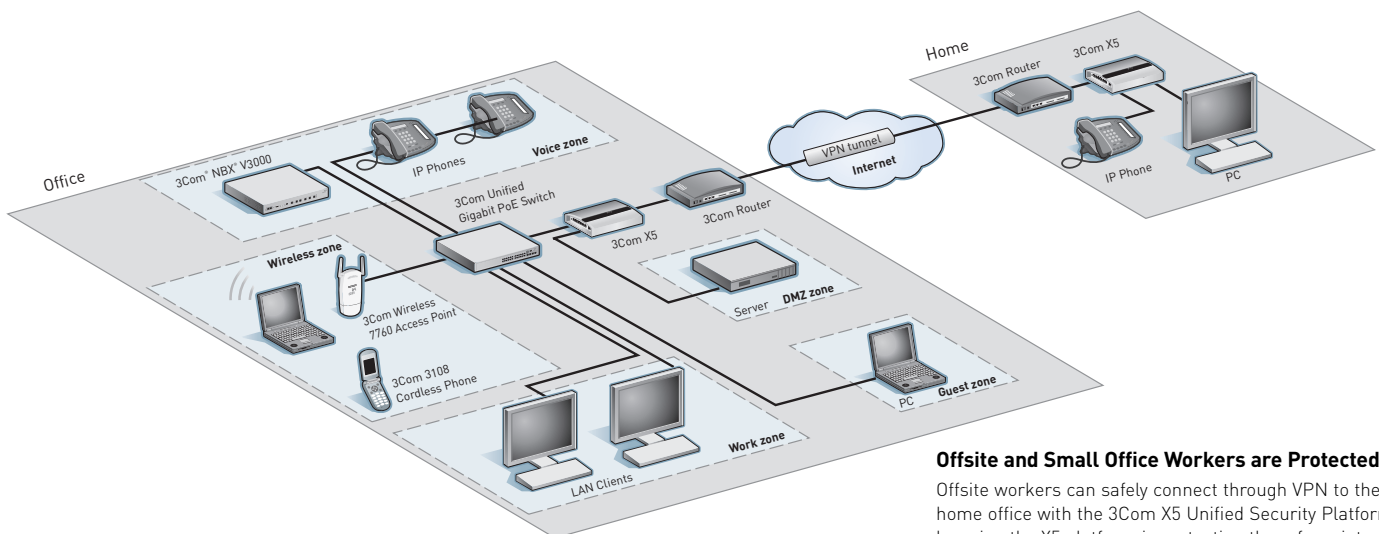 Home
3Com X5
3Com Router
IP Phone
PC
VPN tunnel
Internet
Office
3Com® NBX® V3000
IP Phones
Voice zone
3Com Unified
Gigabit PoE Switch
3Com X5
3Com Router
Wireless zone
3Com Wireless
7760 Access Point
3Com 3108
Cordless Phone
Server
DMZ zone
PC
Guest zone
LAN Clients
Work zone
Offsite and Small Office Workers are Protected
Offsite workers can safely connect through VPN to the
home office with the 3Com X5 Unified Security Platform